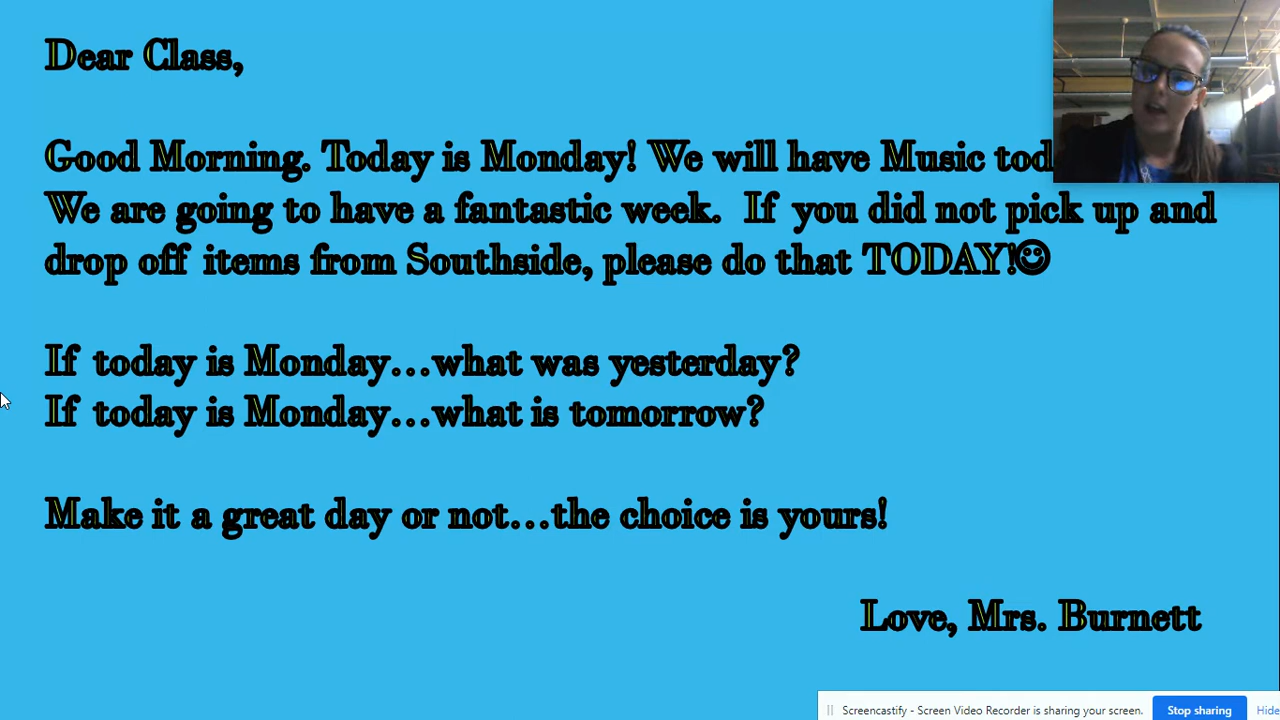 Dear Class,
Good Morning. Today is Monday! We will have Music
We are going to have a fantastic week. If you did not pick up and
drop off items from Southside, please do that TODAY!☻
If today is Monday...what was yesterday?
If today is Monday...what is tomorrow?
Make it a great day or not...the choice is yours!
Love, Mrs. Burnett
Screencastify - Screen Video Recorder is sharing your screen. Stop sharing Hide